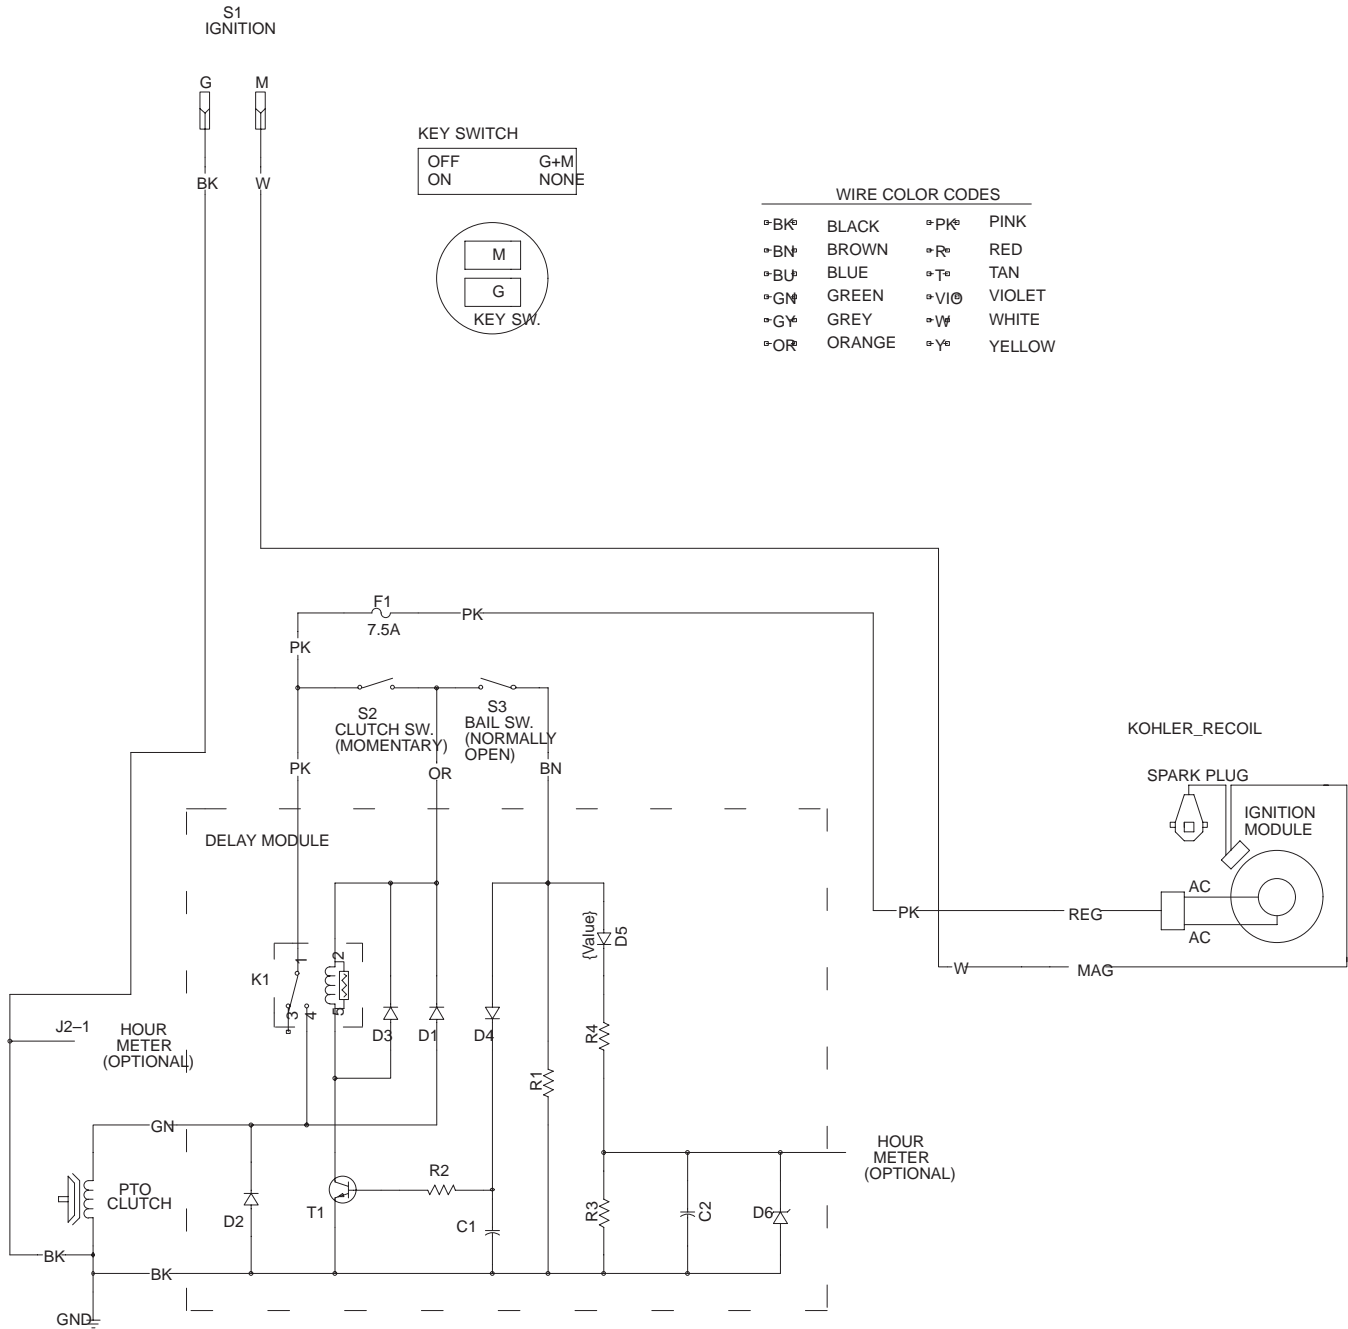 S1
IGNITION
G
M
KEY SWITCH
OFF G+M
ON NONE
BK
W
WIRE COLOR CODES
BK BLACK PK PINK
BN BROWN R RED
BU BLUE T TAN
GN GREEN VIO VIOLET
GY GREY W WHITE
OR ORANGE Y YELLOW
M
G
KEY SW.
F1
7.5A
PK
PK
S2
CLUTCH SW.
(MOMENTARY)
S3
BAIL SW.
(NORMALLY
OPEN)
KOHLER_RECOIL
PK
OR
BN
SPARK PLUG
IGNITION
MODULE
DELAY MODULE
AC
PK
REG
AC
{Value}
D5
K1
1
2
3
4
5
W
MAG
J2–1
HOUR
METER
(OPTIONAL)
D3
D1
D4
R4
R1
GN
HOUR
METER
(OPTIONAL)
PTO
CLUTCH
R2
T1
D2
C1
R3
C2
D6
BK
BK
GND